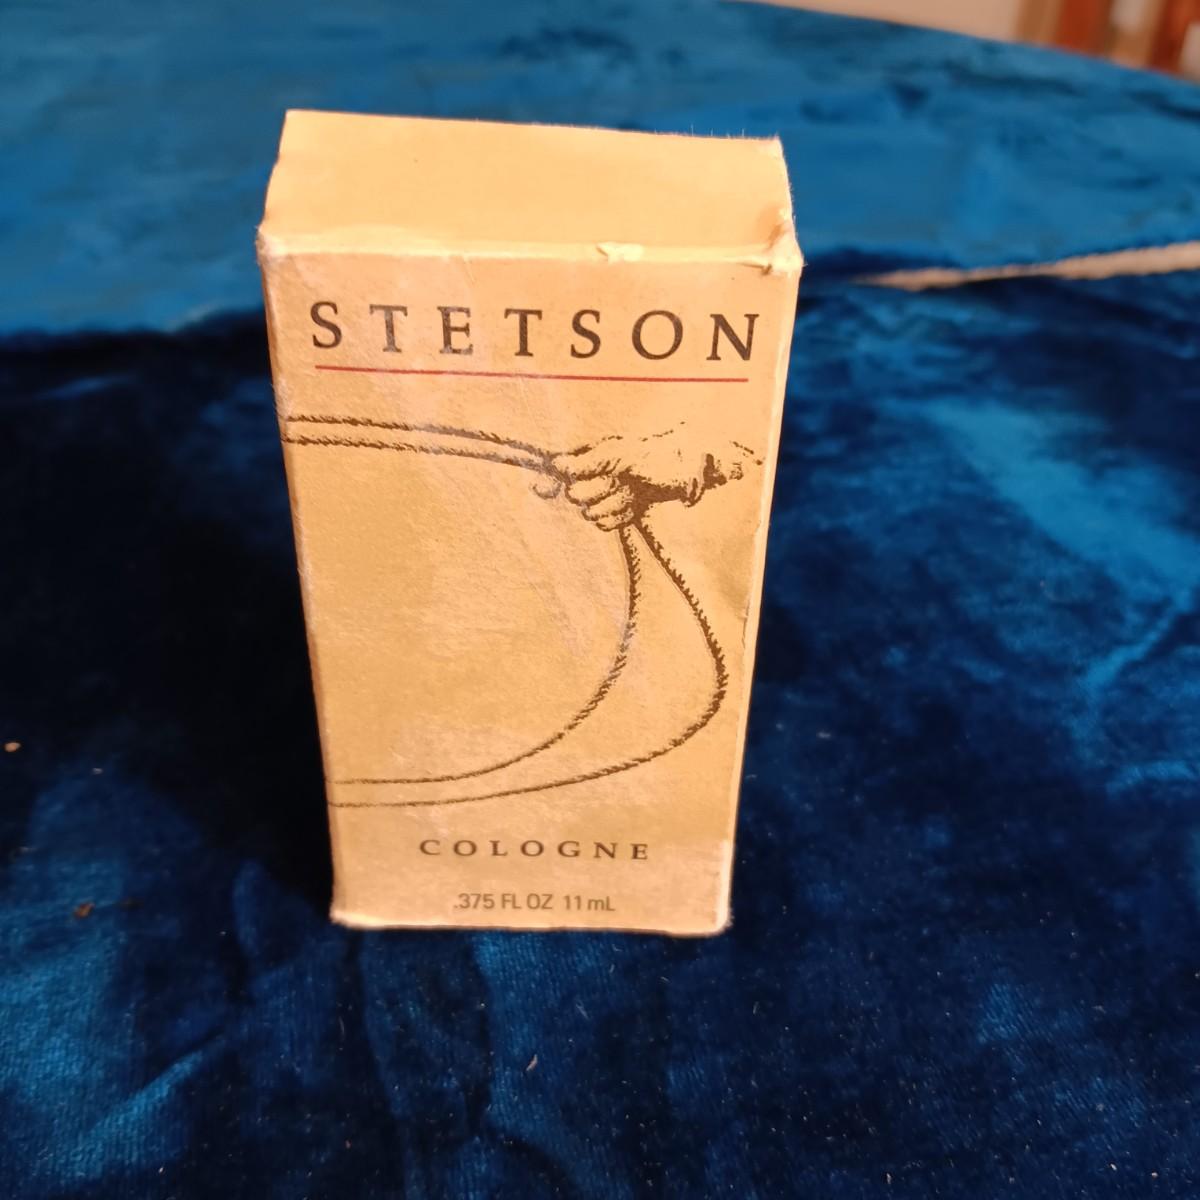 STETSON
COLOGNE
.375 FL OZ 11 mL